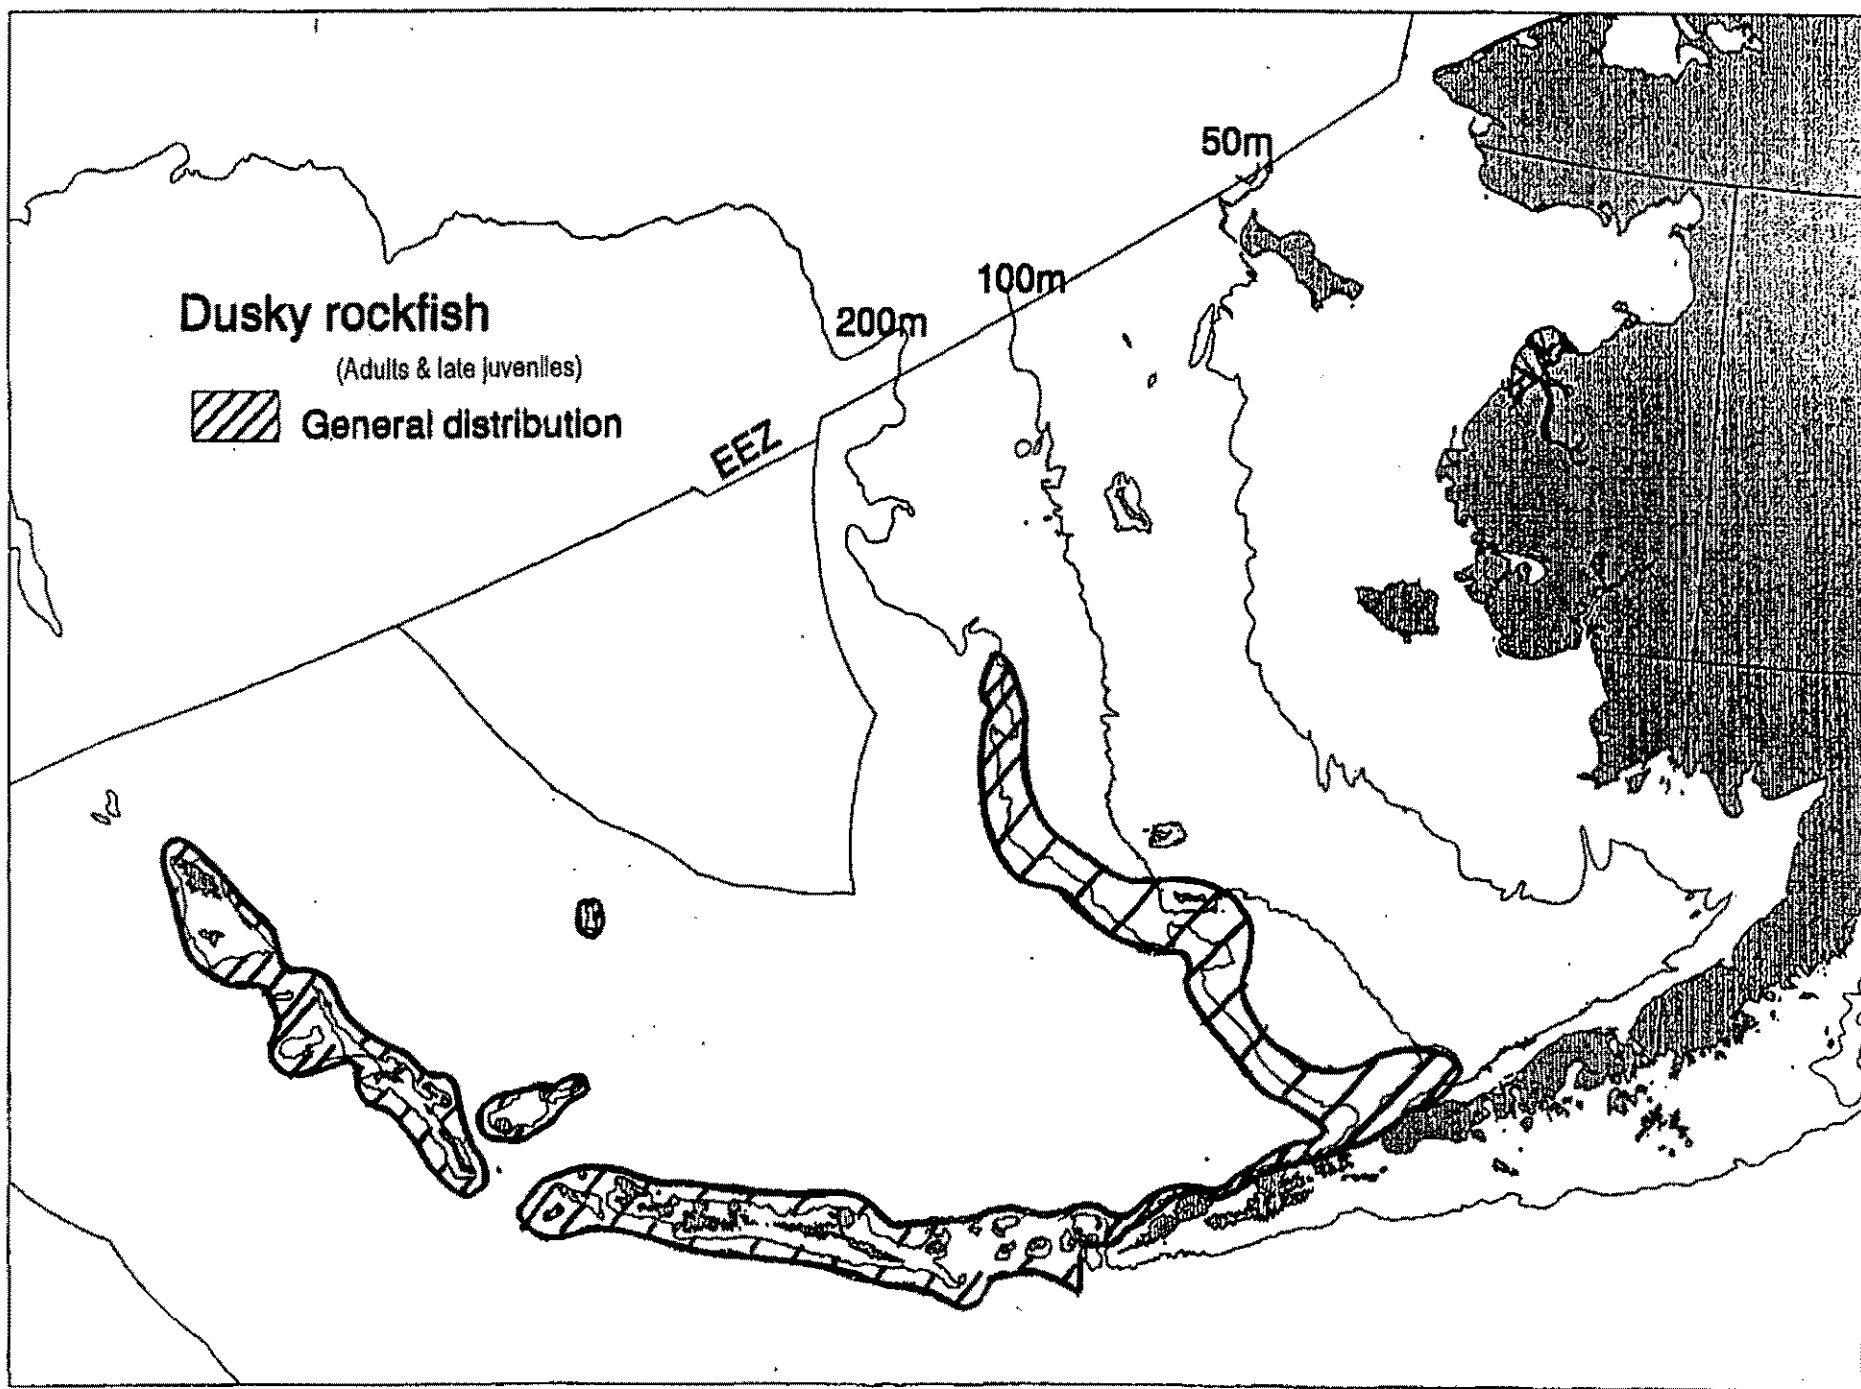 50m
100m
200m
Dusky rockfish
(Adults & late juveniles)
General distribution
EEZ